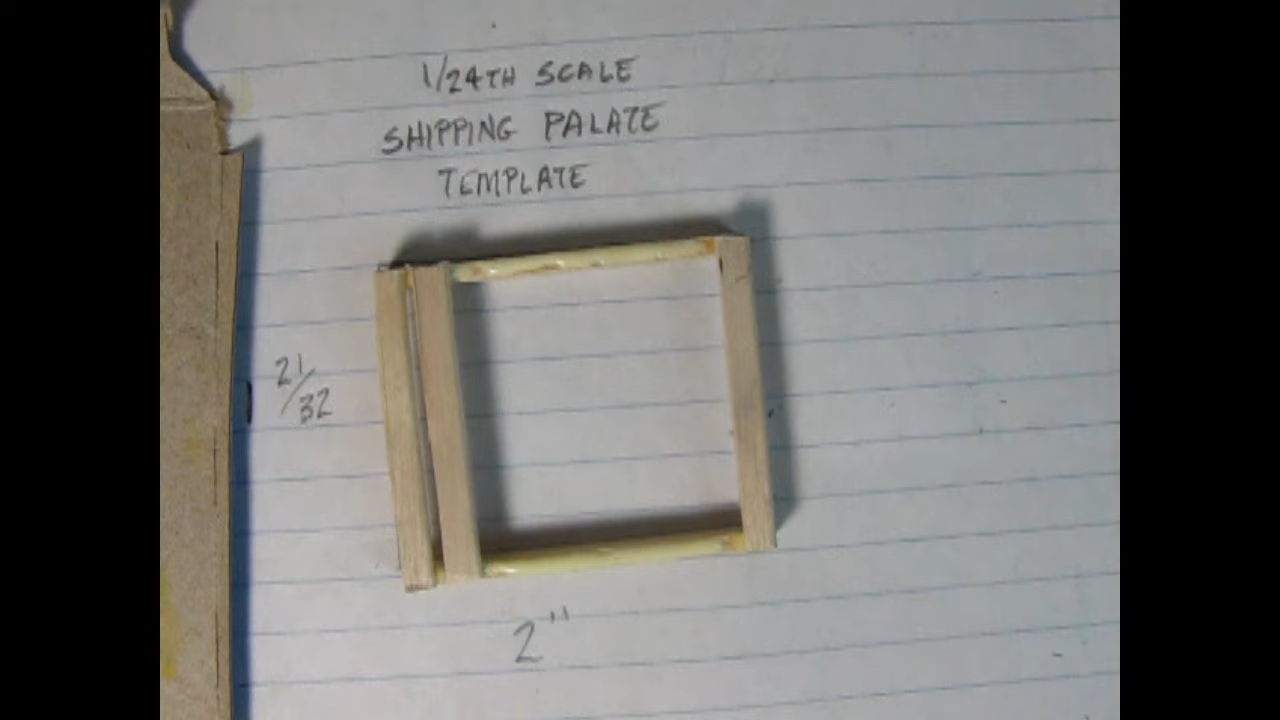 1/24TH SCALE
SHIPPING PALATE
TEMPLATE
21/32
2"